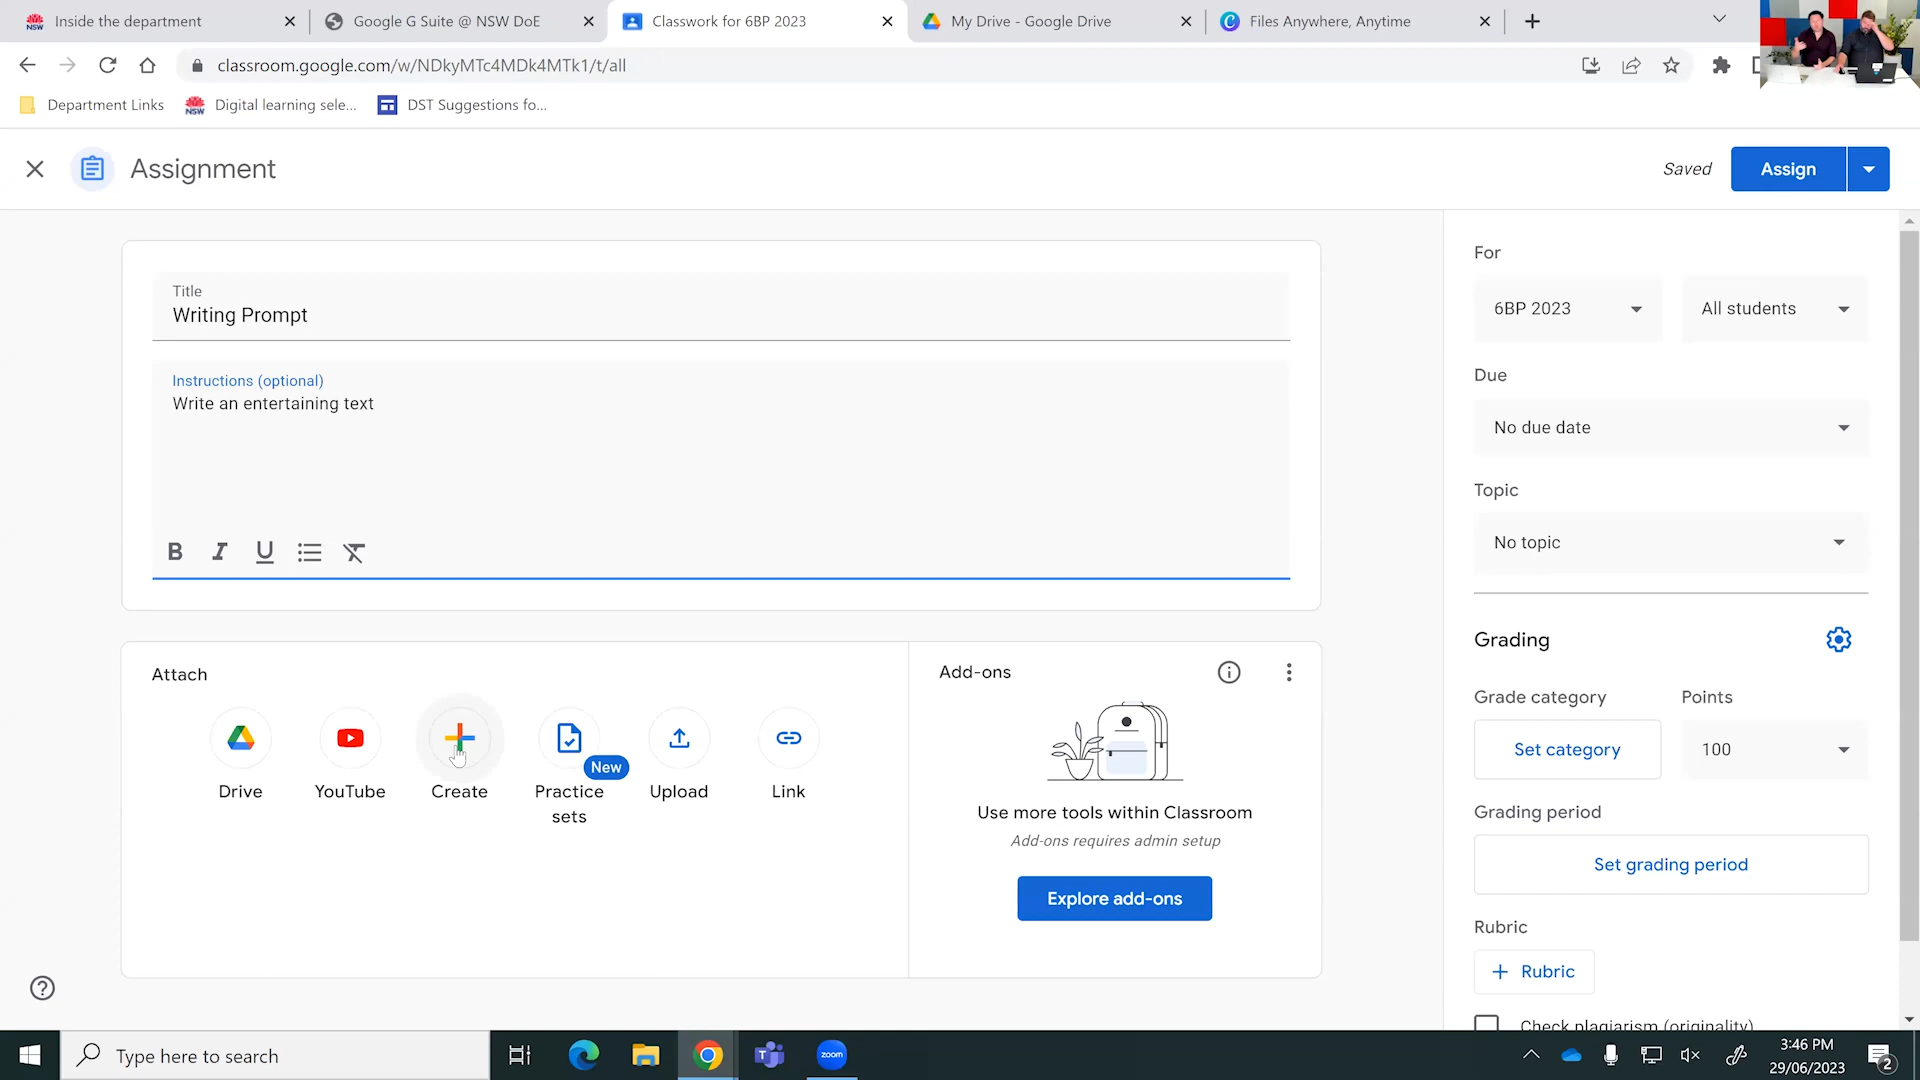 Inside the department
Google G Suite @ NSW DoE
Classwork for 6BP 2023
My Drive - Google Drive
Files Anywhere, Anytime
classroom.google.com/w/NDkyMTc4MDk4MTk1/t/all
Department Links
NSW
Digital learning sele...
DST Suggestions fo...
Assignment
Saved
Assign
Title
Writing Prompt
Instructions (optional)
Write an entertaining text
B I U
For
6BP 2023
All students
Due
No due date
Topic
No topic
Grading
Grade category
Points
Set category
100
Grading period
Set grading period
Rubric
+ Rubric
Check plagiarism (originality)
Attach
Drive
YouTube
Create
Practice sets
New
Upload
Link
Add-ons
Use more tools within Classroom
Add-ons requires admin setup
Explore add-ons
Type here to search
zoom
3:46 PM
29/06/2023
2